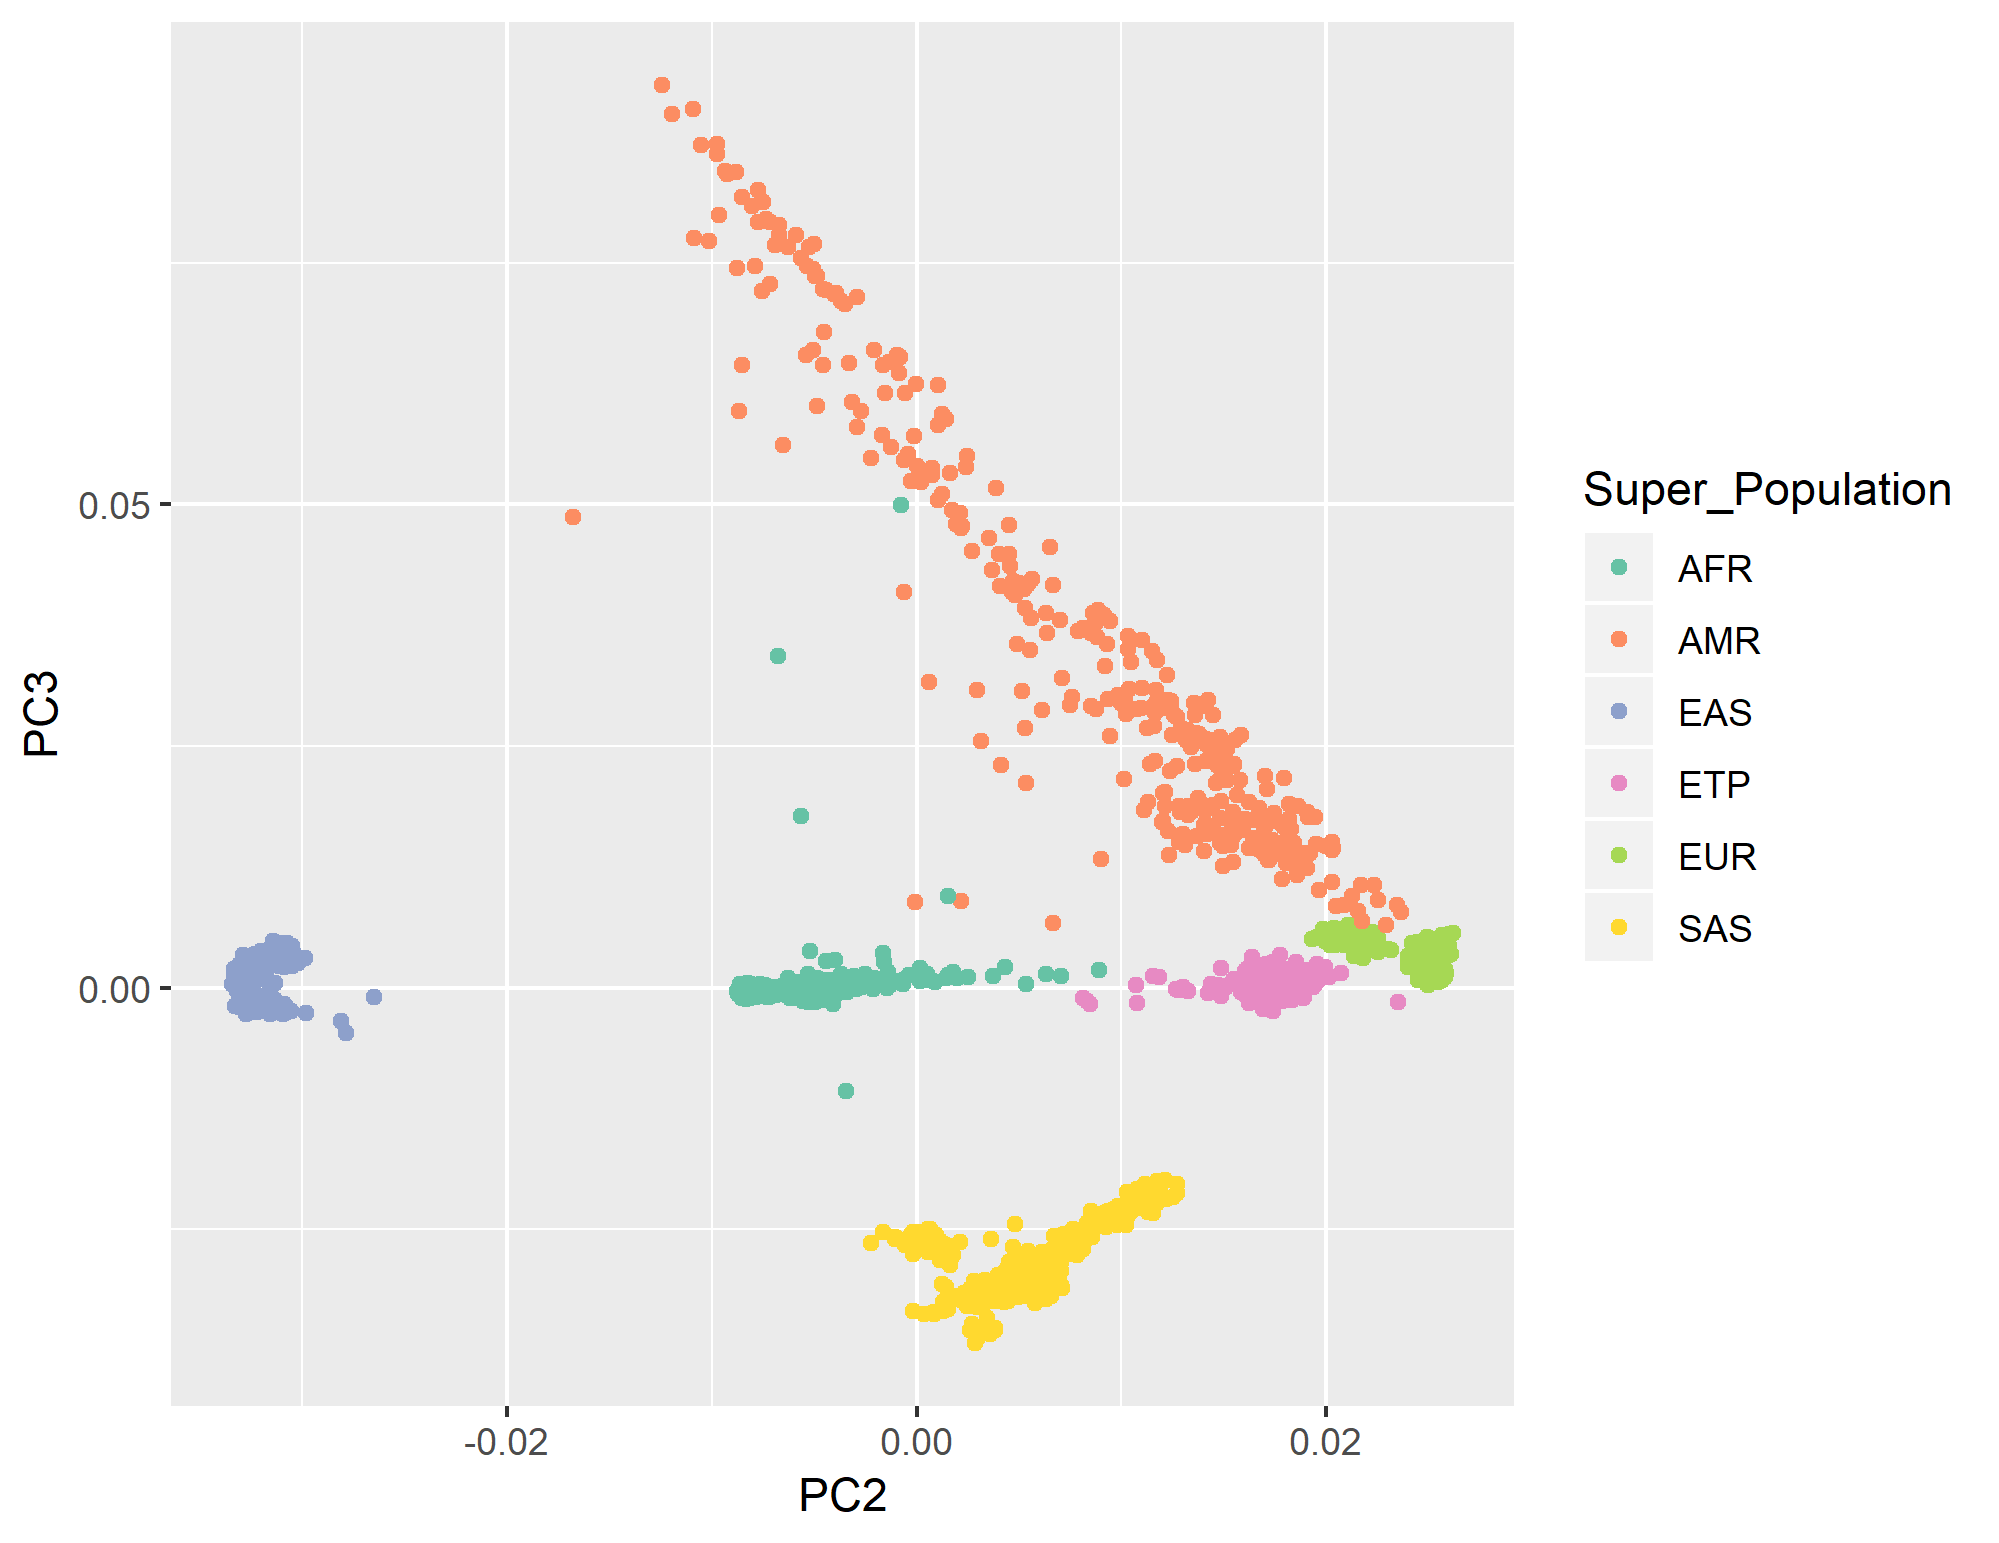 PC3
0.05
0.00
-0.02
0.00
0.02
PC2
Super_Population
AFR
AMR
EAS
ETP
EUR
SAS